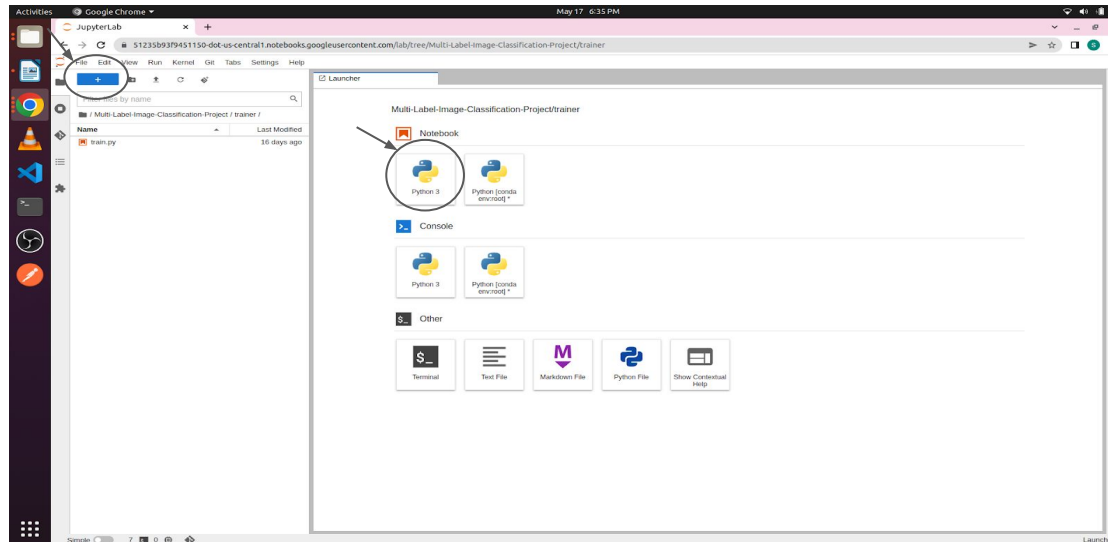 Activities Google Chrome May 17 6:35 PM
JupyterLab
51235b93f9451150-dot-us-central1.notebooks.googleusercontent.com/lab/tree/Multi-Label-Image-Classification-Project/trainer
S
File Edit View Run Kernel Git Tabs Settings Help
+
Launcher
Filter files by name
/ Multi-Label-Image-Classification-Project / trainer /
Name Last Modified
train.py 16 days ago
Multi-Label-Image-Classification-Project/trainer
Notebook
Python 3
Python [conda
env:root] *
>_ Console
Python 3
Python [conda
env:root] *
$_ Other
$_
M
Terminal Text File Markdown File Python File Show Contextual
Help
Simple 7 0 Launch